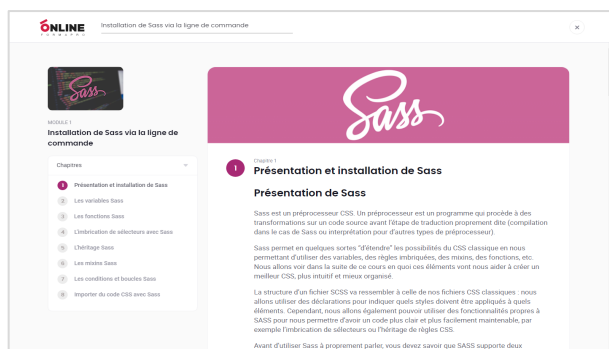 ONLINE
FORMAPRO
Installation de Sass via la ligne de commande
Sass
MODULE 1
Installation de Sass via la ligne de
commande
Chapitres
1 Présentation et installation de Sass
2 Les variables Sass
3 Les fonctions Sass
4 L'imbrication de sélecteurs avec Sass
5 L'héritage Sass
6 Les mixins Sass
7 Les conditions et boucles Sass
8 Importer du code CSS avec Sass
Sass
Chapitre 1
1 Présentation et installation de Sass
Présentation de Sass
Sass est un préprocesseur CSS. Un préprocesseur est un programme qui procède à des
transformations sur un code source avant l'étape de traduction proprement dite (compilation
dans le cas de Sass ou interprétation pour d'autres types de préprocesseur).
Sass permet en quelques sortes "d'étendre" les possibilités du CSS classique en nous
permettant d'utiliser des variables, des règles imbriquées, des mixins, des fonctions, etc.
Nous allons voir dans la suite de ce cours en quoi ces éléments vont nous aider à créer un
meilleur CSS, plus intuitif et mieux organisé.
La structure d'un fichier SCSS va ressembler à celle de nos fichiers CSS classiques : nous
allons utiliser des déclarations pour indiquer quels styles doivent être appliqués à quels
éléments. Cependant, nous allons également pouvoir utiliser des fonctionnalités propres à
SASS pour nous permettre d'avoir un code plus clair et plus facilement maintenable, par
exemple l'imbrication de sélecteurs ou l'héritage de règles CSS.
Avant d'utiliser Sass à proprement parler, vous devez savoir que SASS supporte deux